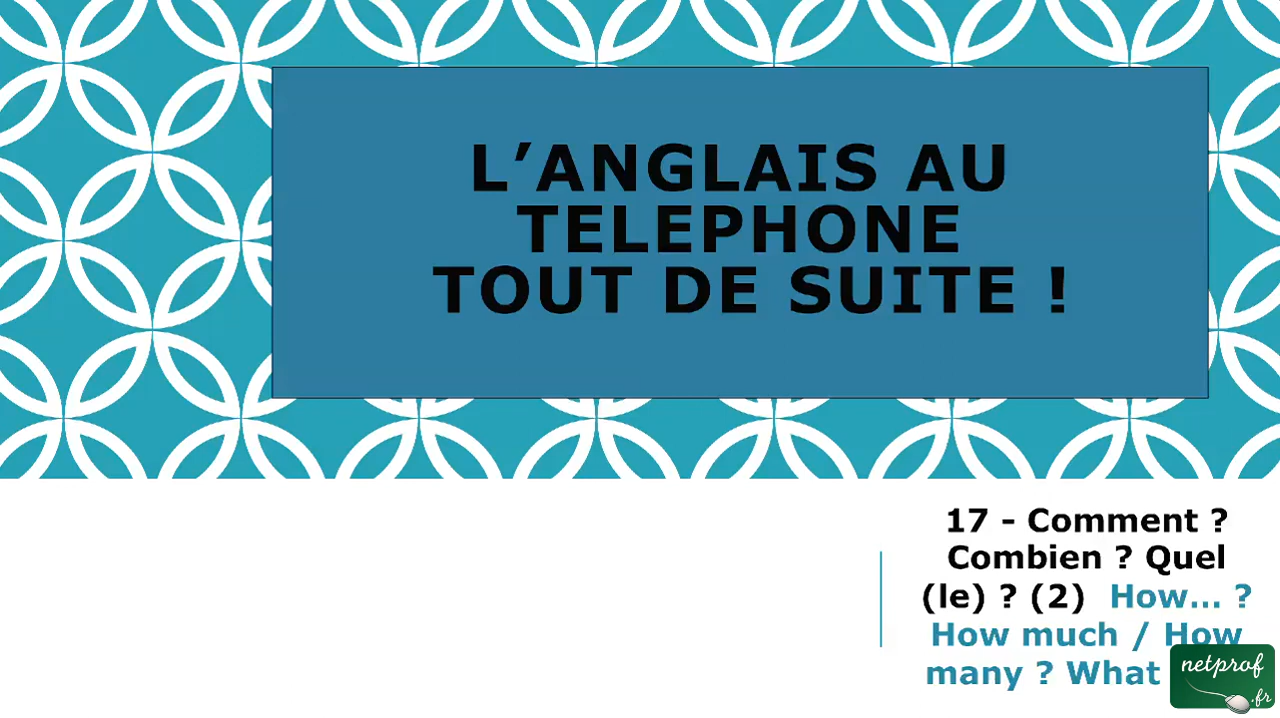 L’ANGLAIS AU
TELEPHONE
TOUT DE SUITE !
17 - Comment ?
Combien ? Quel
(le) ? (2) How... ?
How much / How
many ? What
netprof
.fr